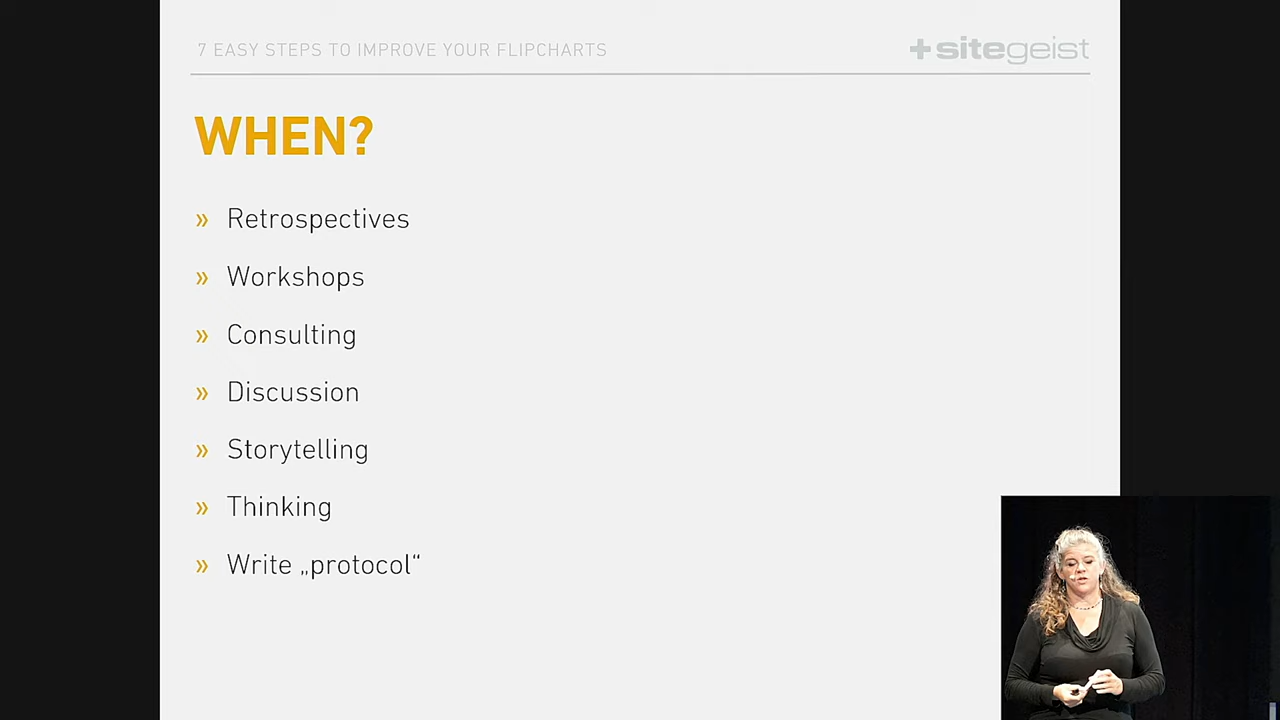 7 EASY STEPS TO IMPROVE YOUR FLIPCHARTS
+sitegeist
WHEN?
» Retrospectives
» Workshops
» Consulting
» Discussion
» Storytelling
» Thinking
» Write „protocol“